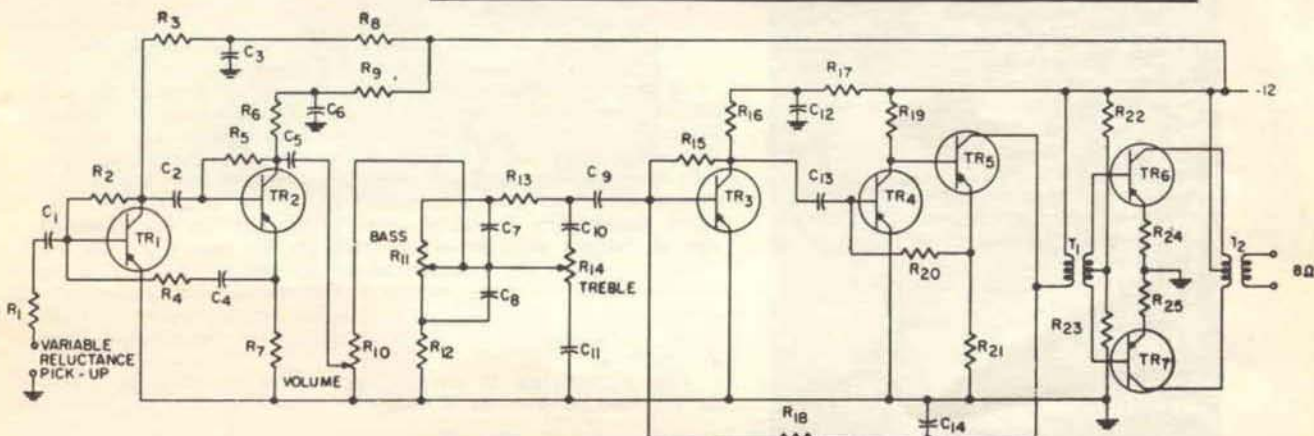 R3
R8
C3
R9
R17
-12
R6
C6
R16
C12
R19
R22
R5
C5
R15
TR5
TR6
R2
C2
R13
C9
C13
C1
TR2
TR3
TR4
TR1
BASS
C7
C10
R24
T1
T2
R11
R14
R20
8Ω
R4
C4
C8
TREBLE
R25
R1
R23
VARIABLE
RELUCTANCE
PICK-UP
R7
R10
R12
C11
R21
TR7
VOLUME
R18
C14